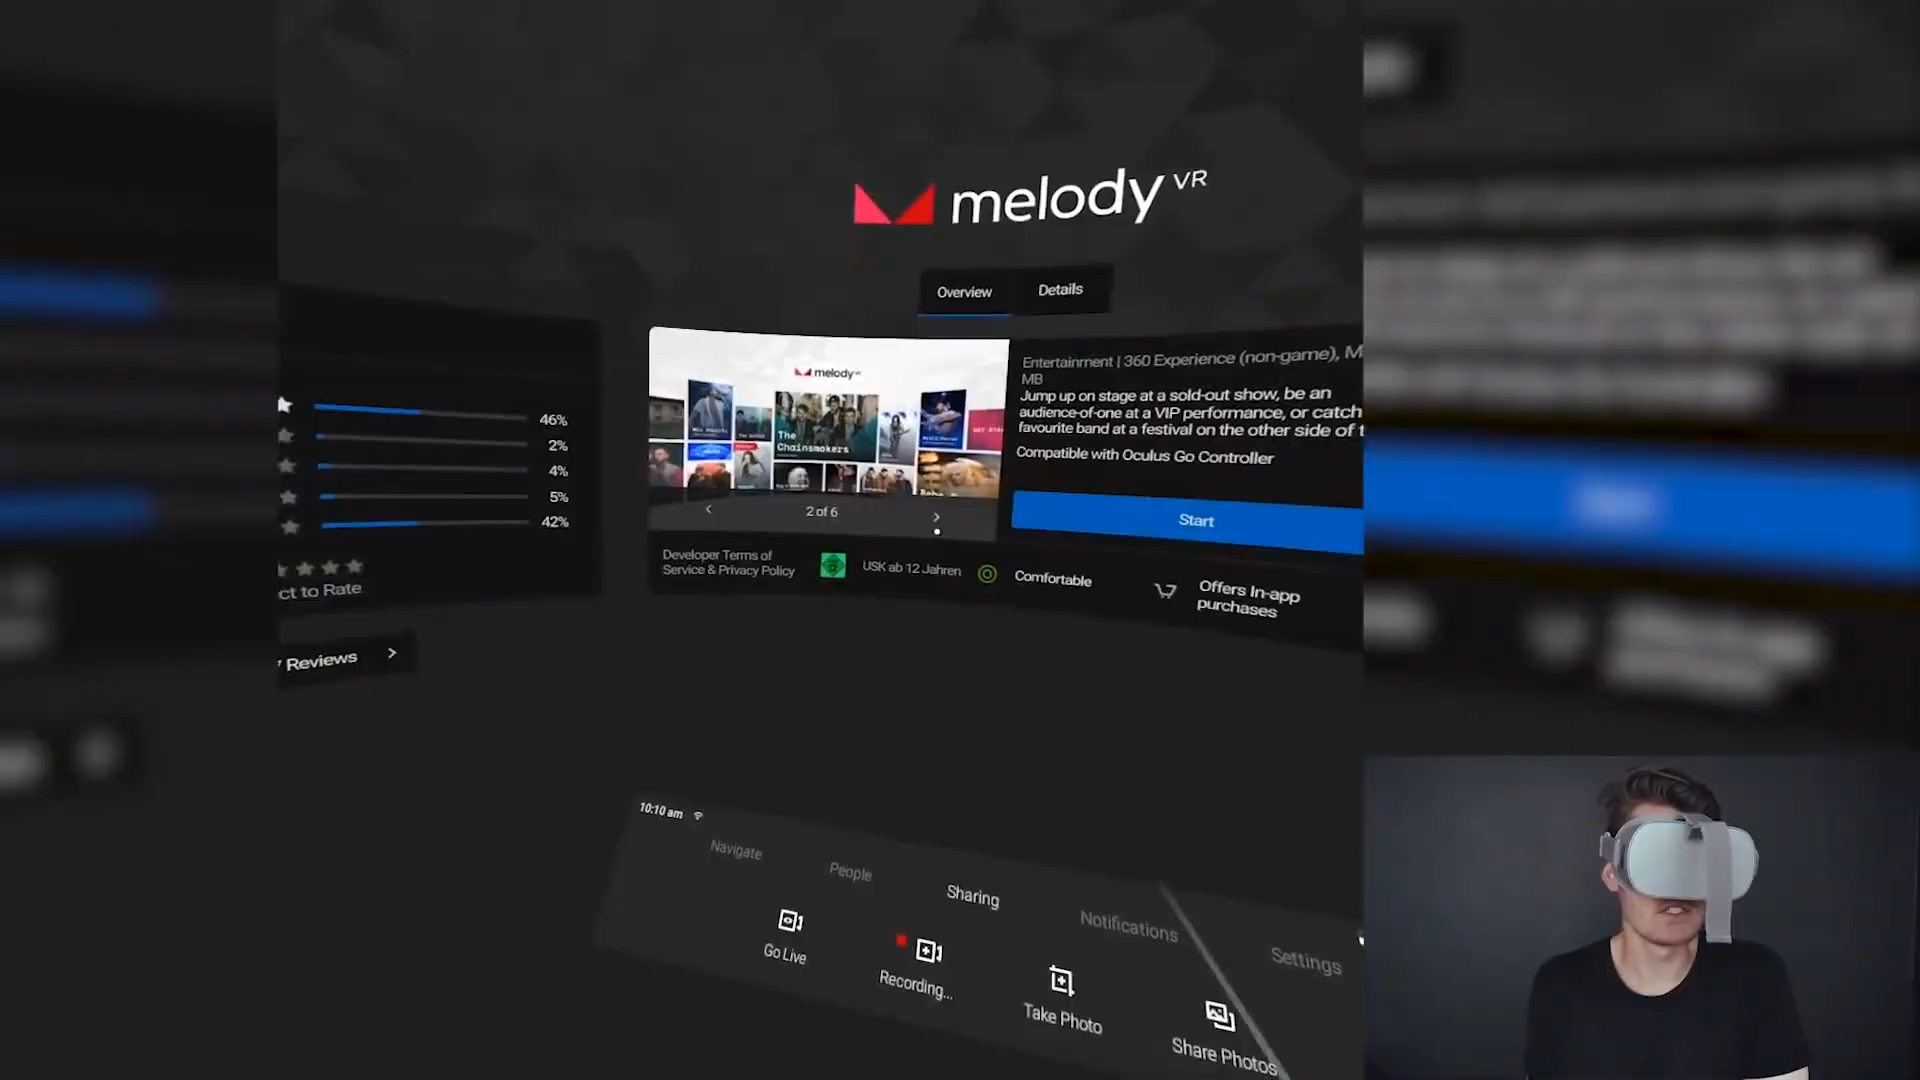 melody VR
Overview
Details
46%
2%
4%
5%
42%
ct to Rate
Reviews
melody
The
Chainsmokers
2 of 6
Entertainment | 360 Experience (non-game), M
MB
Jump up on stage at a sold-out show, be an
audience-of-one at a VIP performance, or catch
favourite band at a festival on the other side of t
Compatible with Oculus Go Controller
Start
Developer Terms of
Service & Privacy Policy
12
USK ab 12 Jahren
Comfortable
Offers In-app
purchases
10:10 am
Navigate
People
Sharing
Notifications
Settings
Go Live
Recording...
Take Photo
Share Photos